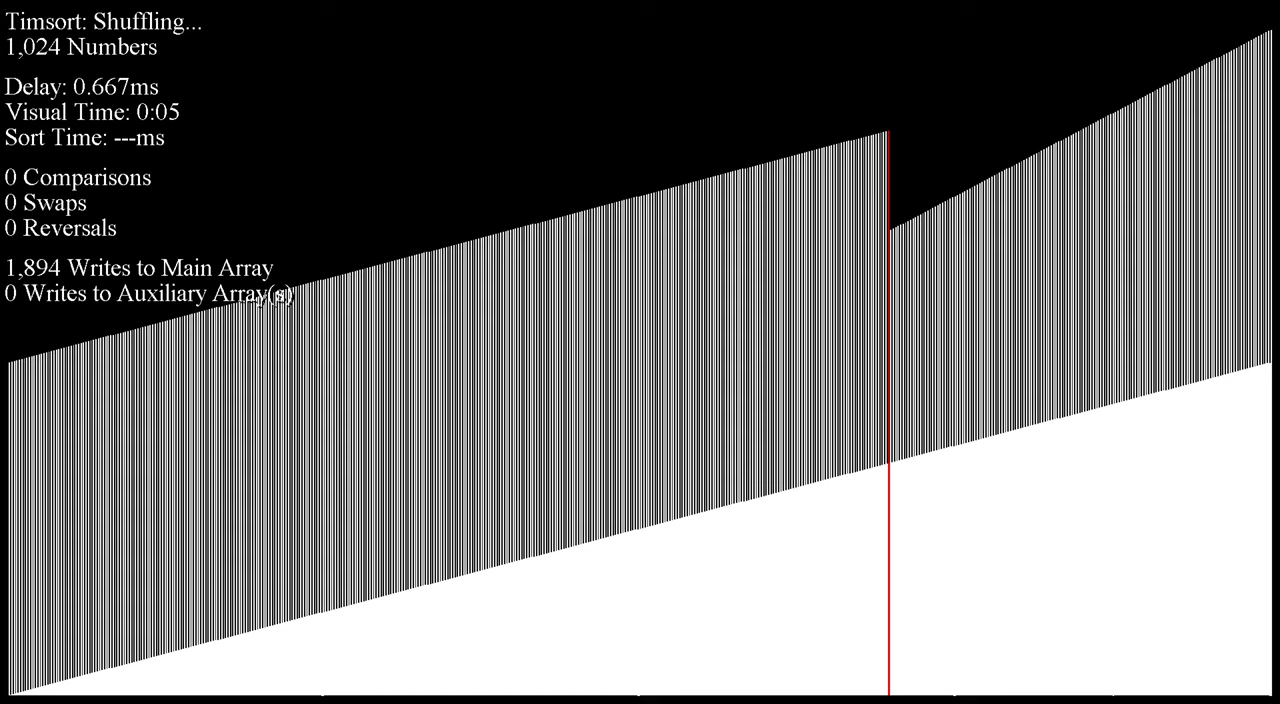 Timsort: Shuffling...
1,024 Numbers
Delay: 0.667ms
Visual Time: 0:05
Sort Time: ---ms
0 Comparisons
0 Swaps
0 Reversals
1,894 Writes to Main Array
0 Writes to Auxiliary Array(s)